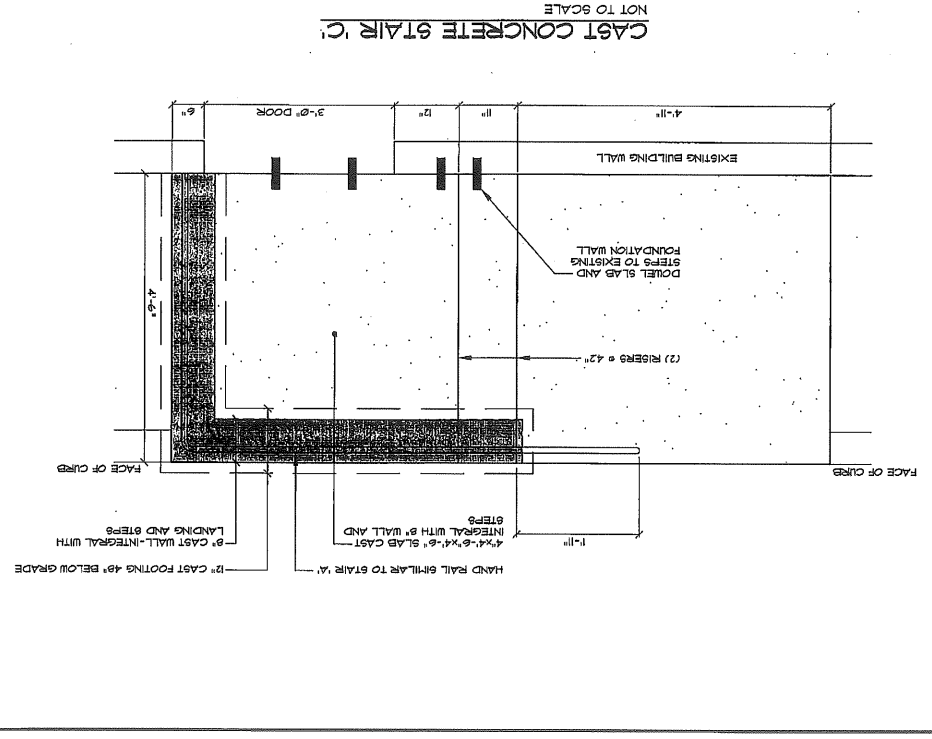 HAND RAIL SIMILAR TO STAIR 'A'
12" CAST FOOTING 48" BELOW GRADE
1'-11"
4"x4'-6"x4'-6" SLAB CAST
INTEGRAL WITH 8" WALL AND
STEPS
8" CAST WALL-INTEGRAL WITH
LANDING AND STEPS
FACE OF CURB
FACE OF CURB
(2) RISERS @ 42"
4'-6"
DOWEL SLAB AND
STEPS TO EXISTING
FOUNDATION WALL
EXISTING BUILDING WALL
4'-11"
11"
12"
3'-0" DOOR
6"
CAST CONCRETE STAIR 'C'
NOT TO SCALE